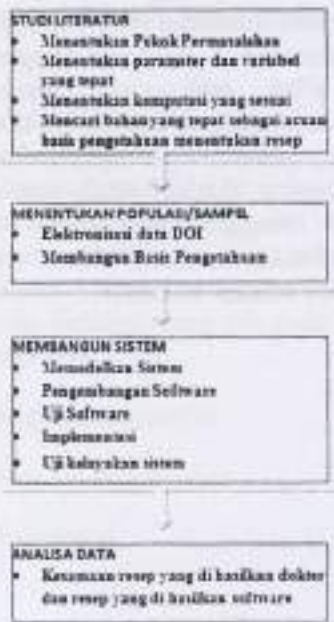 STUDI LITERATUR
• Menentukan Pokok Permasalahan
• Menentukan parameter dan variabel
yang tepat
• Menentukan komputasi yang sesuai
• Mencari bahan yang tepat sebagai acuan
basis pengetahuan menentukan resep
MENENTUKAN POPULASI/SAMPEL
• Elektronisasi data DOI
• Membangun Basis Pengetahuan
MEMBANGUN SISTEM
• Memodelkan Sistem
• Pengembangan Software
• Uji Software
• Implementasi
• Uji kelayakan sistem
ANALISA DATA
• Kesamaan resep yang di hasilkan dokter
dan resep yang di hasilkan software